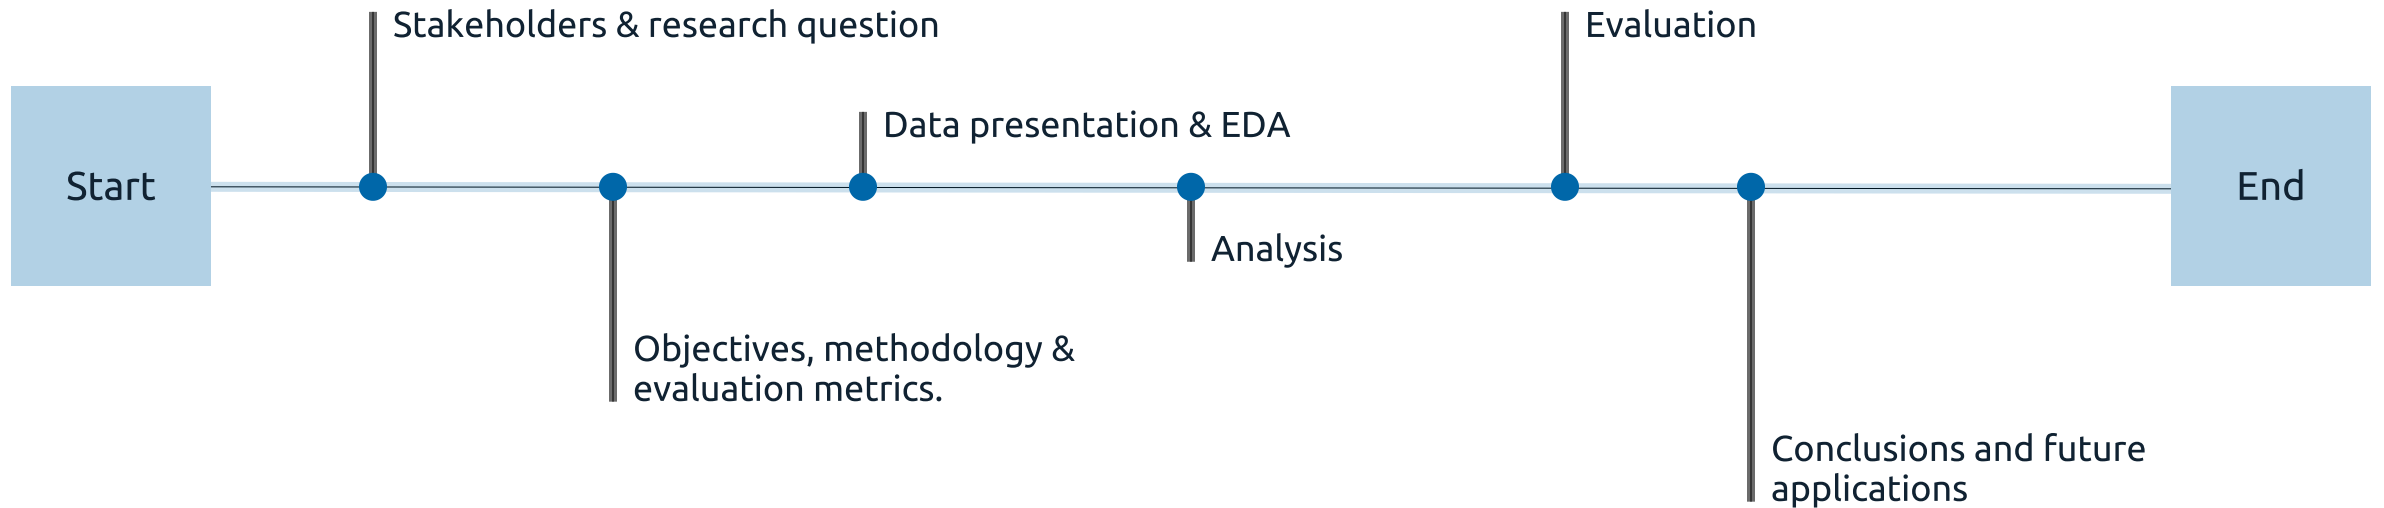 Start
Stakeholders & research question
Objectives, methodology &
evaluation metrics.
Data presentation & EDA
Analysis
Evaluation
Conclusions and future
applications
End